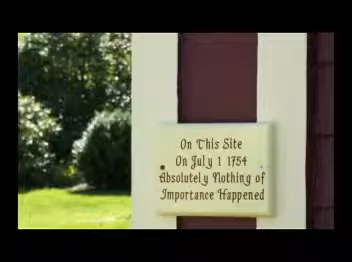 On This Site
On July 1 1754
Absolutely Nothing of
Importance Happened